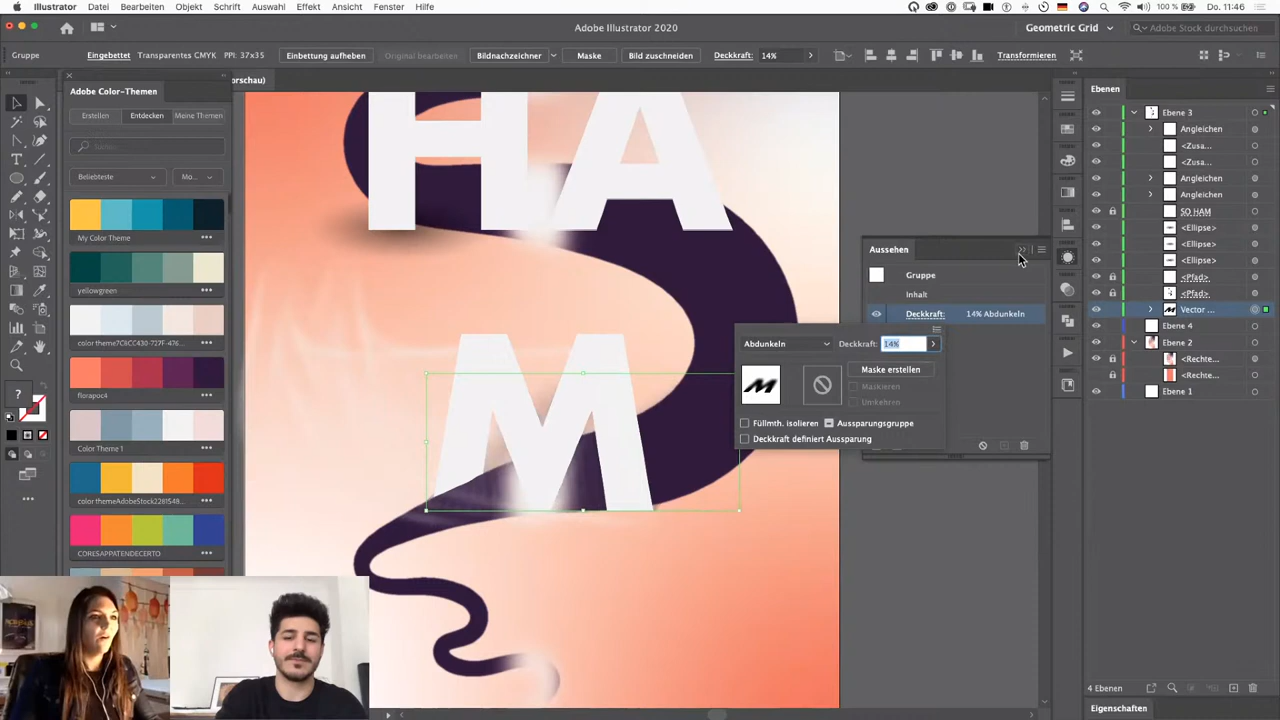 Illustrator Datei Bearbeiten Objekt Schrift Auswahl Effekt Ansicht Fenster Hilfe 100 % Do. 11:46
Adobe Illustrator 2020 Geometric Grid Adobe Stock durchsuchen
Gruppe Eingebettet Transparentes CMYK PPI: 37x35 Einbettung aufheben Original bearbeiten Bildnachzeichner Maske Bild zuschneiden Deckkraft: 14% Transformieren
orschau)
Adobe Color-Themen
Erstellen Entdecken Meine Themen
Suchen
Beliebteste Mo...
My Color Theme
yellowgreen
color theme7C8CC430-729F-476...
florapoc4
Color Theme 1
color themeAdobeStock2281548...
CORESAPPATENDECERTO
HA
M
Aussehen
Gruppe
Inhalt
Deckkraft: 14% Abdunkeln
Abdunkeln Deckkraft: 14%
Maske erstellen
Maskieren
Umkehren
Füllmth. isolieren Aussparungsgruppe
Deckkraft definiert Aussparung
Ebenen
Ebene 3
Angleichen
<Zusa...
<Zusa...
Angleichen
Angleichen
SO HAM
<Ellipse>
<Ellipse>
<Ellipse>
<Pfad>
<Pfad>
Vector ...
Ebene 4
Ebene 2
<Rechte...
<Rechte...
Ebene 1
4 Ebenen
Eigenschaften